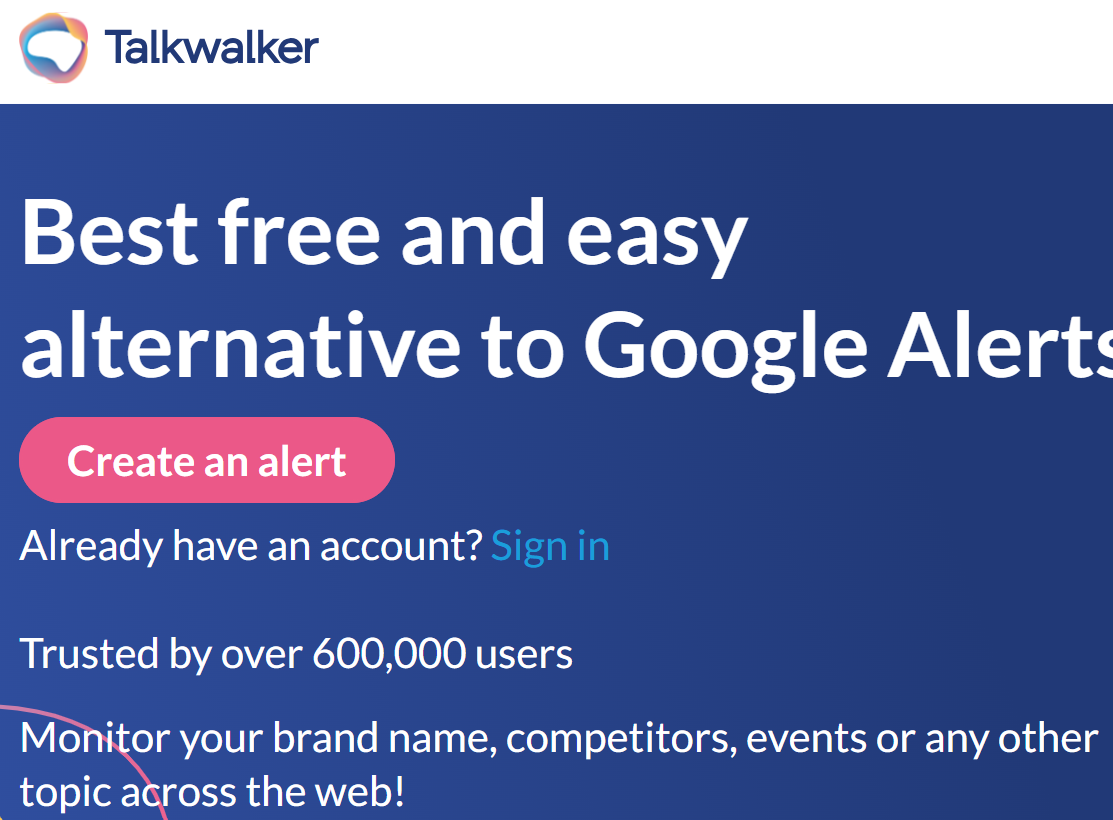 Talkwalker
Best free and easy
alternative to Google Alerts
Create an alert
Already have an account? Sign in
Trusted by over 600,000 users
Monitor your brand name, competitors, events or any other
topic across the web!